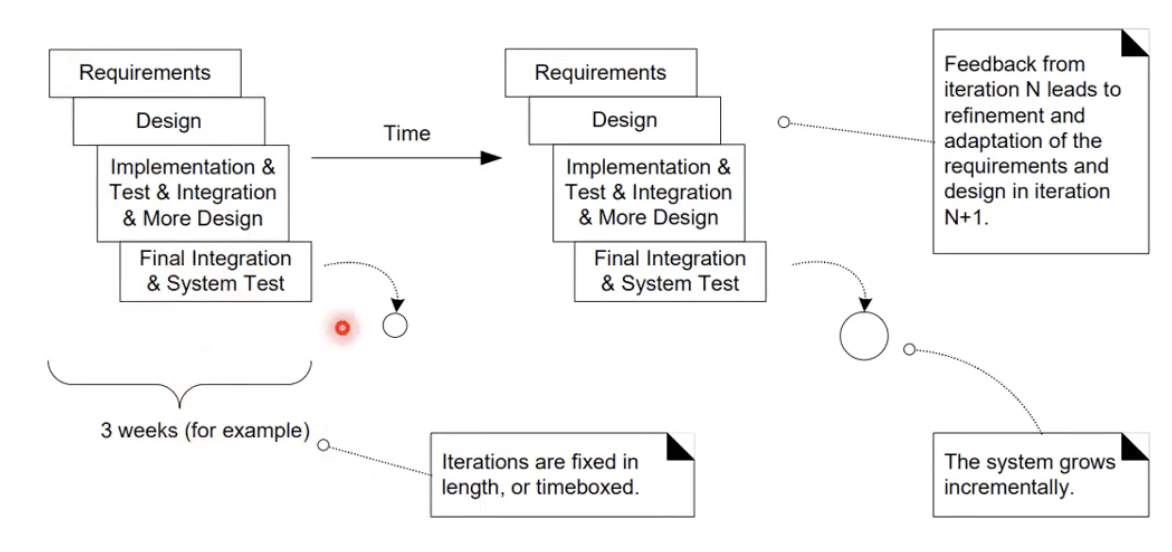 Requirements
Design
Implementation &
Test & Integration
& More Design
Final Integration
& System Test
3 weeks (for example)
Time
Requirements
Design
Implementation &
Test & Integration
& More Design
Final Integration
& System Test
Feedback from
iteration N leads to
refinement and
adaptation of the
requirements and
design in iteration
N+1.
Iterations are fixed in
length, or timeboxed.
The system grows
incrementally.